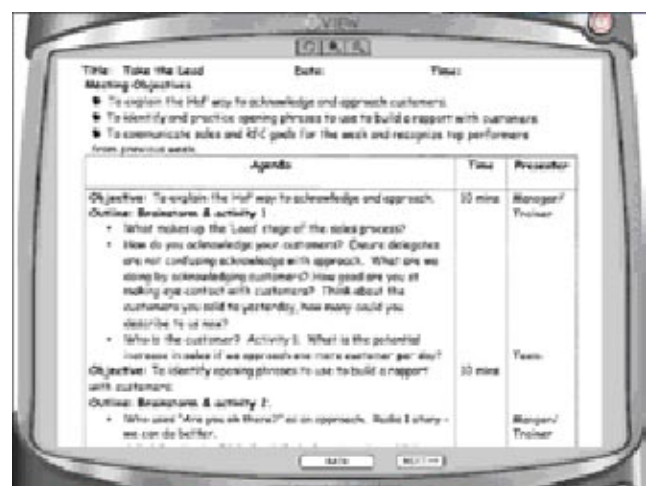 VIEW
Title: Take the Lead Date: Time:
Meeting Objectives
To explain the Hof way to acknowledge and approach customers.
To identify and practice opening phrases to use to build a rapport with customers
To communicate sales and goals for the week and recognize top performers
from previous week.
Agenda Time Presenter
Objective: To explain the Hof way to acknowledge and approach. 10 mins Manager/
Outline: Brainstorm & activity 1 Trainer
• What makes up the 'Lead' stage of the sales process?
• How do you acknowledge your customers? Ensure delegates
are not confusing acknowledge with approach. What are we
doing by acknowledging customers? How good are you at
making eye contact with customers? Think about the
customers you sold to yesterday, how many could you
describe to us now?
• Who is the customer? Activity 1. What is the potential
increase in sales if we approach one more customer per day? Team
Objective: To identify opening phrases to use to build a rapport 10 mins
with customers.
Outline: Brainstorm & activity 2.
• Who used "Are you ok there?" as an approach. Radio 1 story - Manger/
we can do better. Trainer
BACK NEXT